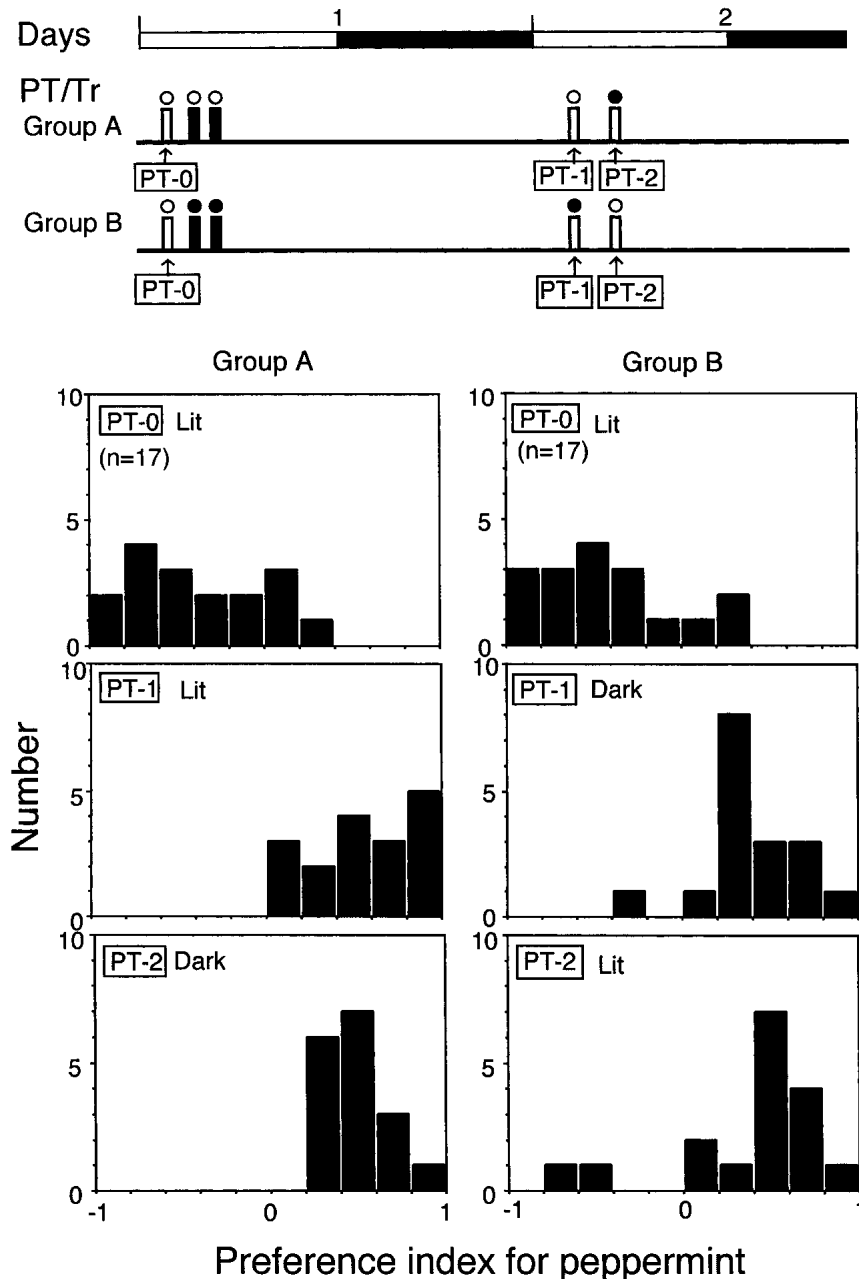 1 2
Days
PT/Tr
Group A
PT-0 PT-1 PT-2
Group B
PT-0 PT-1 PT-2
Group A Group B
10 PT-0 Lit 10 PT-0 Lit
(n=17) (n=17)
5 5
0 0
10 PT-1 Lit 10 PT-1 Dark
5 5
0 0
10 PT-2 Dark 10 PT-2 Lit
5 5
0 0
-1 0 1 -1 0 1
Number
Preference index for peppermint